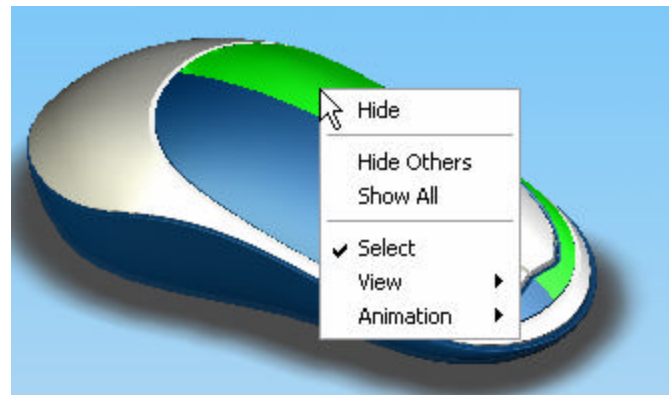 Hide
Hide Others
Show All
Select
View
Animation